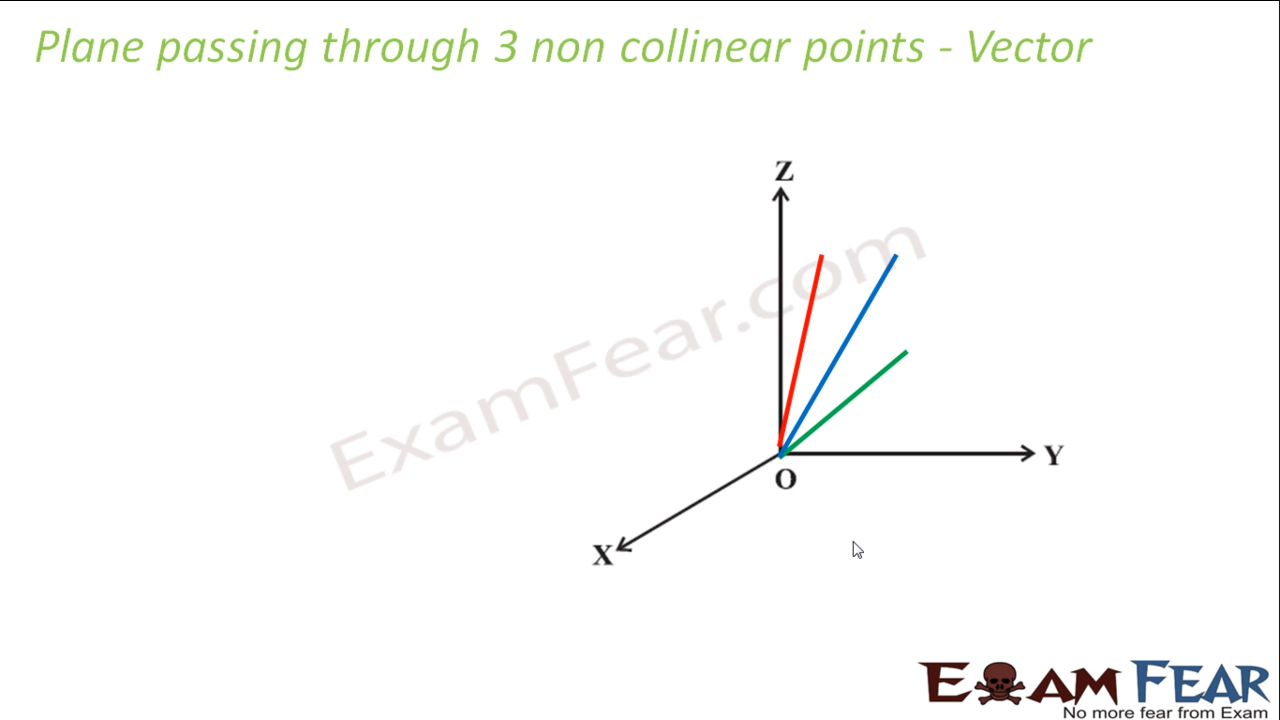 Plane passing through 3 non collinear points - Vector
Z
ExamFear.com
Y
O
X
EXAM FEAR
No more fear from Exam